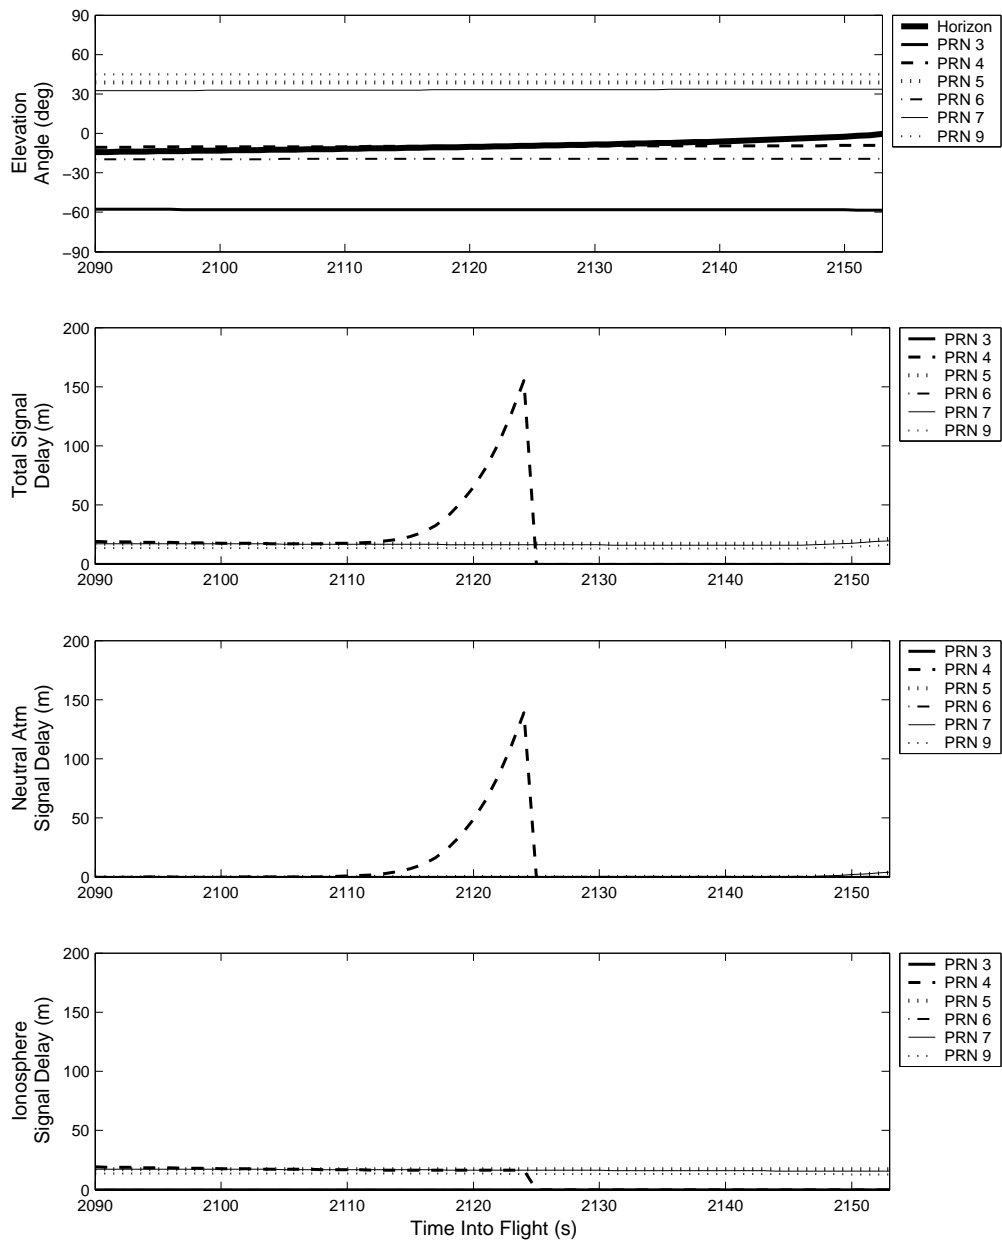 Elevation
Angle (deg)
90
60
30
0
−30
−60
−90
2090 2100 2110 2120 2130 2140 2150
Horizon
PRN 3
PRN 4
PRN 5
PRN 6
PRN 7
PRN 9
Total Signal
Delay (m)
200
150
100
50
0
2090 2100 2110 2120 2130 2140 2150
PRN 3
PRN 4
PRN 5
PRN 6
PRN 7
PRN 9
Neutral Atm
Signal Delay (m)
200
150
100
50
0
2090 2100 2110 2120 2130 2140 2150
PRN 3
PRN 4
PRN 5
PRN 6
PRN 7
PRN 9
Ionosphere
Signal Delay (m)
200
150
100
50
0
2090 2100 2110 2120 2130 2140 2150
Time Into Flight (s)
PRN 3
PRN 4
PRN 5
PRN 6
PRN 7
PRN 9